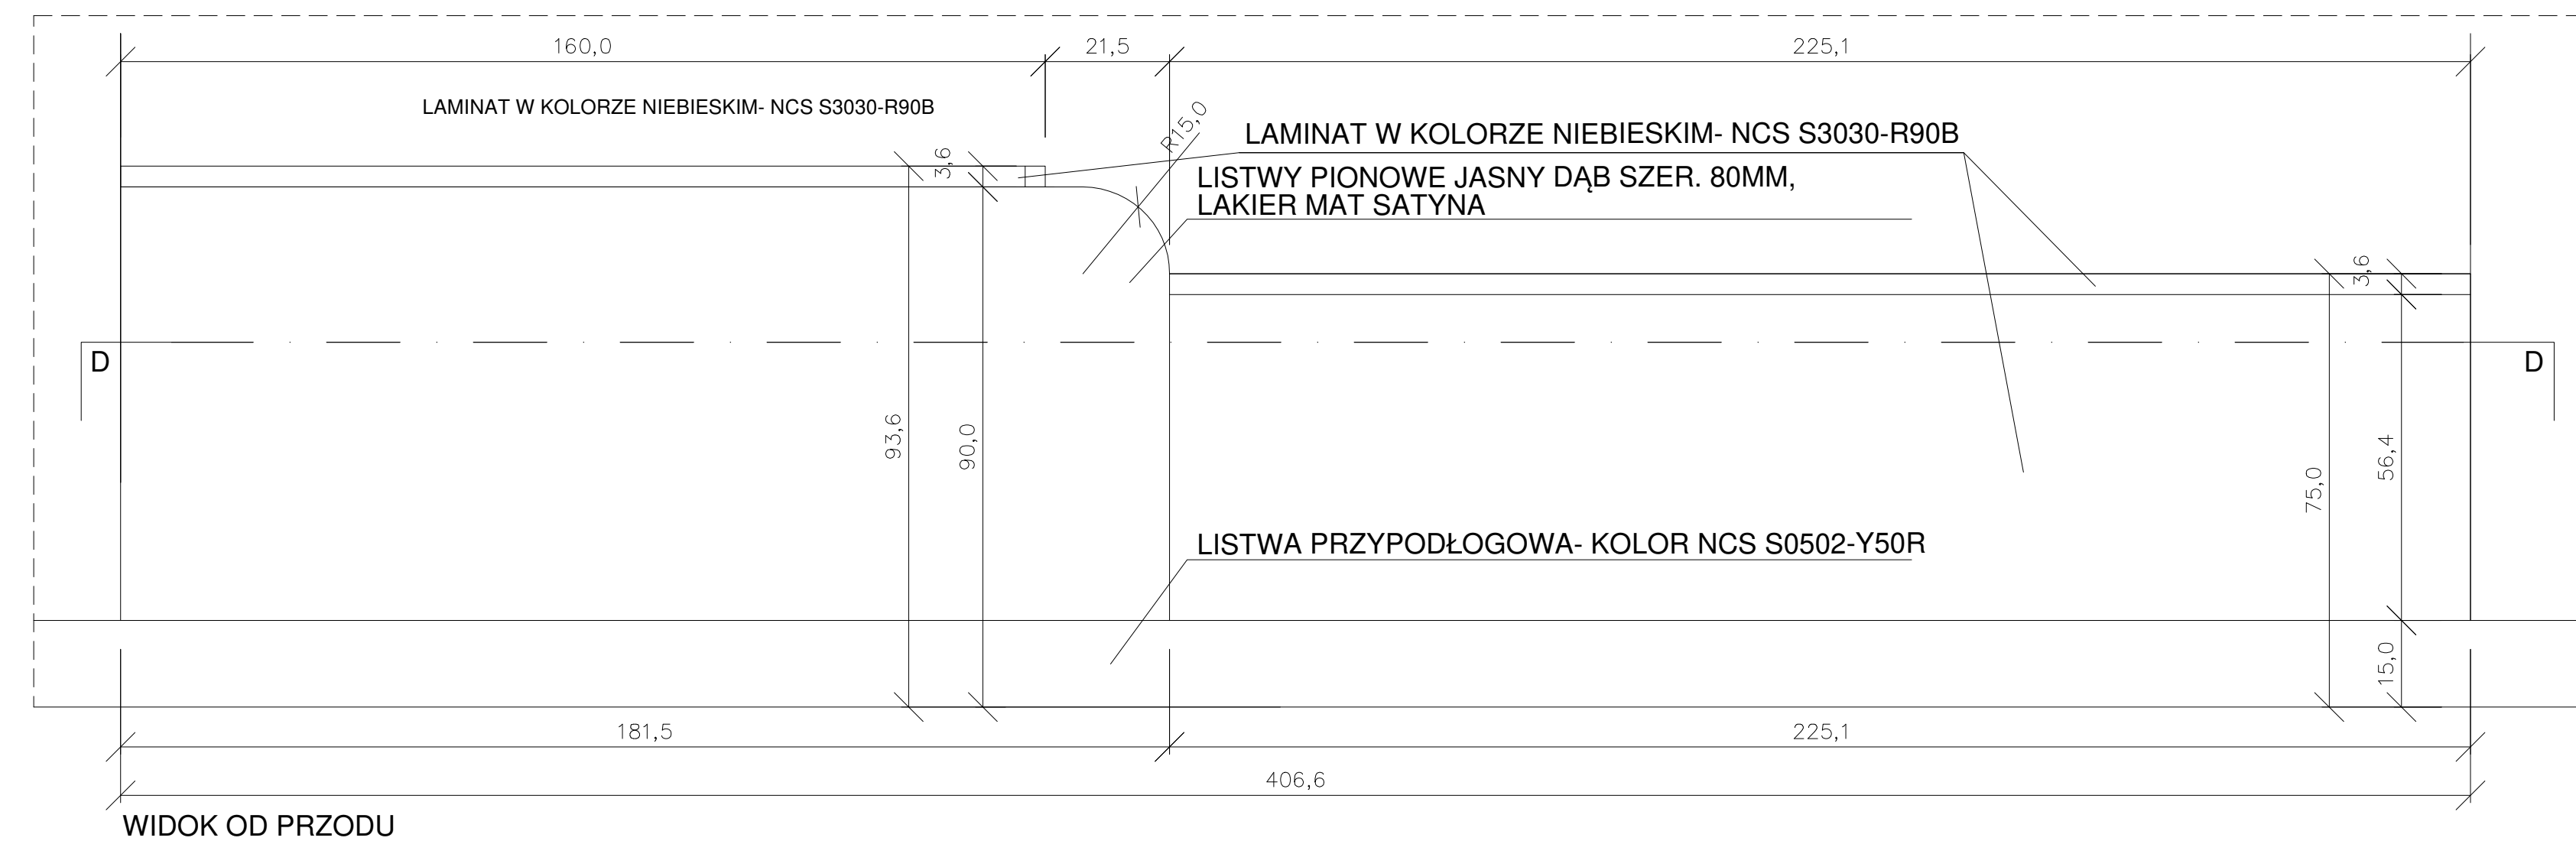 160,0
21,5
225,1
LAMINAT W KOLORZE NIEBIESKIM- NCS S3030-R90B
R15,0
LAMINAT W KOLORZE NIEBIESKIM- NCS S3030-R90B
3,6
LISTWY PIONOWE JASNY DĄB SZER. 80MM,
LAKIER MAT SATYNA
3,6
D
D
93,6
90,0
56,4
75,0
LISTWA PRZYPODŁOGOWA- KOLOR NCS S0502-Y50R
15,0
181,5
225,1
406,6
WIDOK OD PRZODU